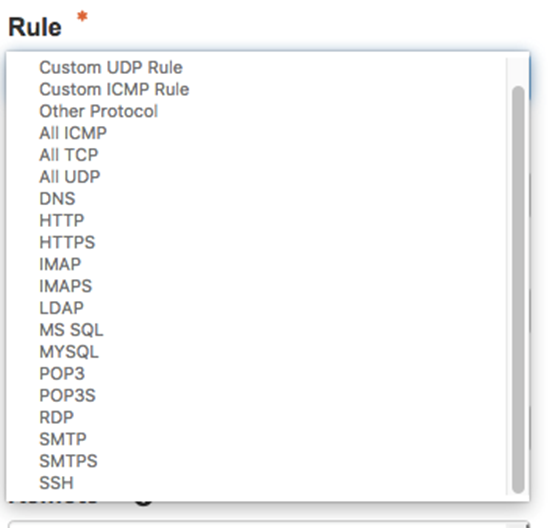 Rule *
Custom UDP Rule
Custom ICMP Rule
Other Protocol
All ICMP
All TCP
All UDP
DNS
HTTP
HTTPS
IMAP
IMAPS
LDAP
MS SQL
MYSQL
POP3
POP3S
RDP
SMTP
SMTPS
SSH